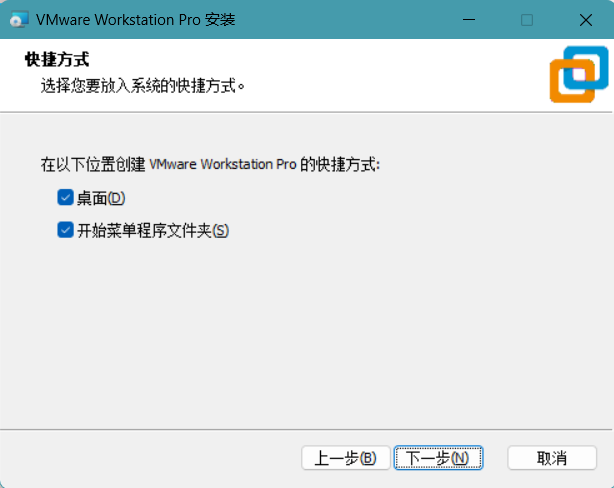 VMware Workstation Pro 安装
快捷方式
选择您要放入系统的快捷方式。
在以下位置创建 VMware Workstation Pro 的快捷方式:
桌面(D)
开始菜单程序文件夹(S)
上一步(B) 下一步(N) 取消